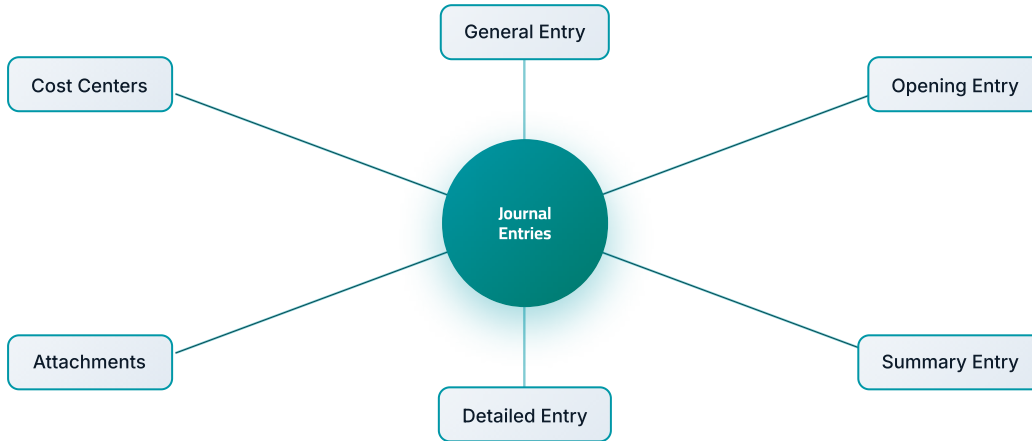 General Entry
Cost Centers
Opening Entry
Journal
Entries
Attachments
Summary Entry
Detailed Entry